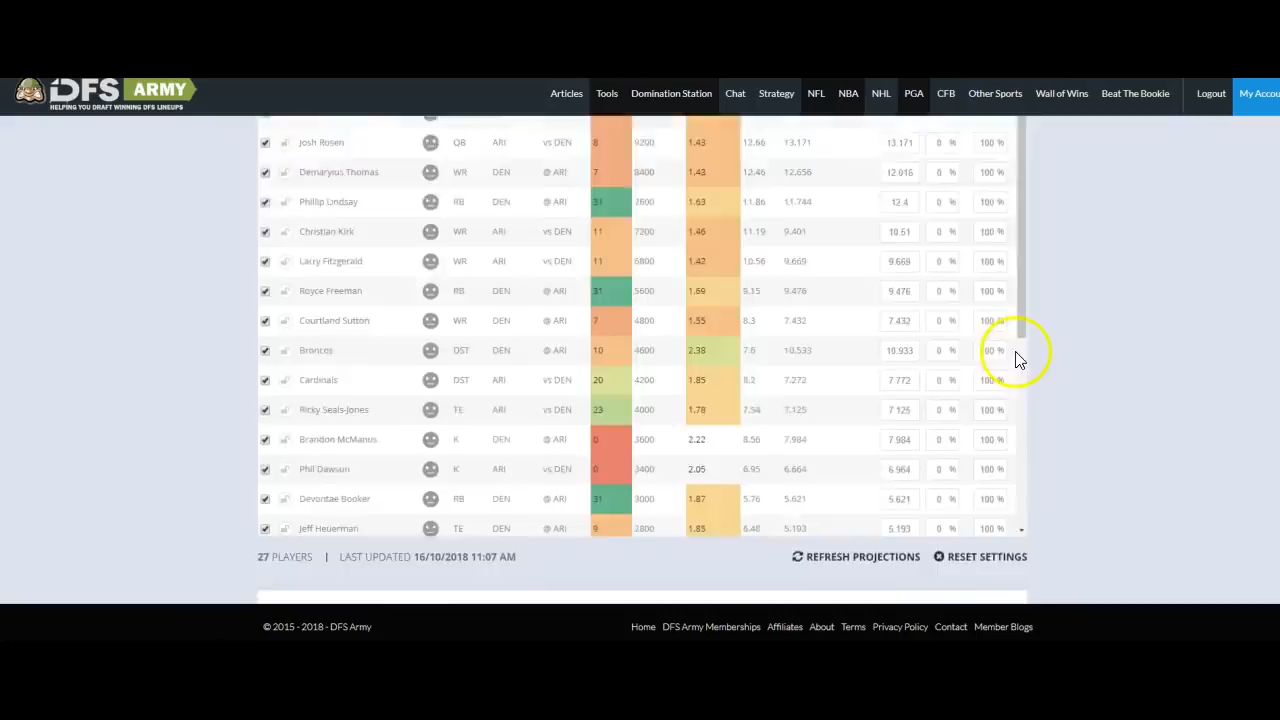 DFS ARMY
HELPING YOU DRAFT WINNING DFS LINEUPS
Articles Tools Domination Station Chat Strategy NFL NBA NHL PGA CFB Other Sports Wall of Wins Beat The Bookie Logout My Accou
Josh Rosen QB ARI vs DEN 8 9200 1.43 12.66 13.171 13.171 0 % 100 %
Demaryius Thomas WR DEN @ ARI 7 8400 1.43 12.46 12.656 12.016 0 % 100 %
Phillip Lindsay RB DEN @ ARI 31 7600 1.63 11.86 11.744 12.4 0 % 100 %
Christian Kirk WR ARI vs DEN 11 7200 1.46 11.19 9.401 10.51 0 % 100 %
Larry Fitzgerald WR ARI vs DEN 11 6800 1.42 10.56 9.669 9.669 0 % 100 %
Royce Freeman RB DEN @ ARI 31 5600 1.69 9.15 9.476 9.476 0 % 100 %
Courtland Sutton WR DEN @ ARI 7 4800 1.55 8.3 7.432 7.432 0 % 100 %
Broncos DST DEN @ ARI 10 4600 2.38 7.6 10.533 10.933 0 % 00 %
Cardinals DST ARI vs DEN 20 4200 1.85 8.2 7.272 7.772 0 % 100 %
Ricky Seals-Jones TE ARI vs DEN 23 4000 1.78 7.54 7.125 7.125 0 % 100 %
Brandon McManus K DEN @ ARI 0 3600 2.22 8.56 7.984 7.984 0 % 100 %
Phil Dawson K ARI vs DEN 0 3400 2.05 6.95 6.664 6.964 0 % 100 %
Devontae Booker RB DEN @ ARI 31 3000 1.87 5.76 5.621 5.621 0 % 100 %
Jeff Heuerman TE DEN @ ARI 9 2800 1.85 6.48 5.193 5.193 0 % 100 %
27 PLAYERS | LAST UPDATED 16/10/2018 11:07 AM REFRESH PROJECTIONS RESET SETTINGS
© 2015 - 2018 - DFS Army Home DFS Army Memberships Affiliates About Terms Privacy Policy Contact Member Blogs